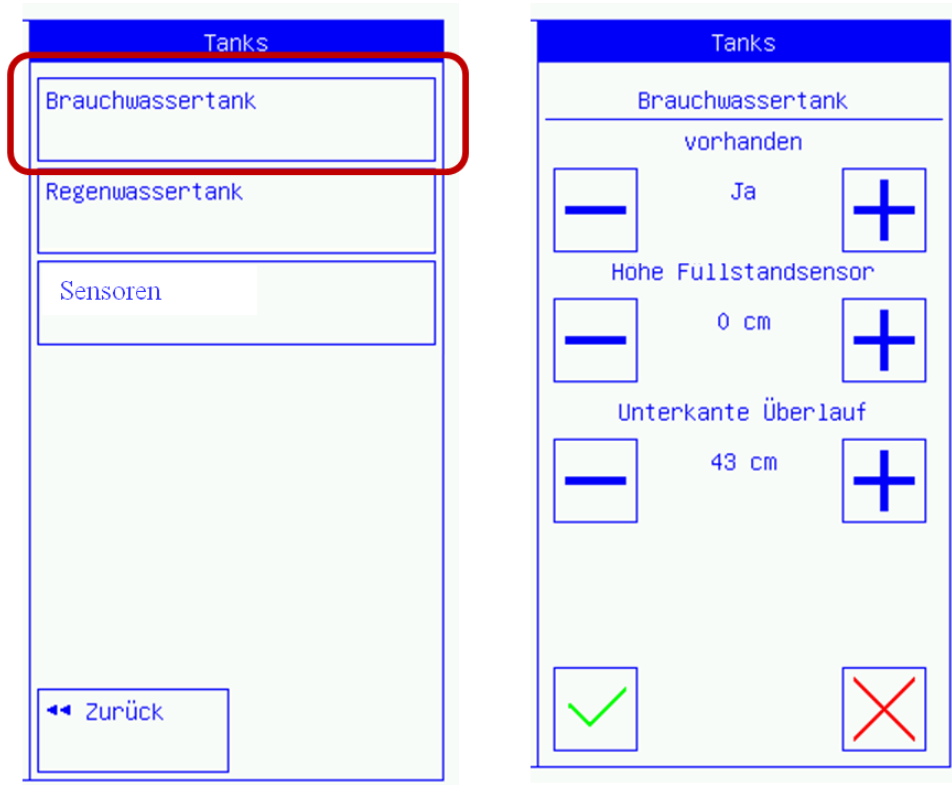 Tanks
Brauchwassertank
Regenwassertank
Sensoren
◄◄ Zurück
Tanks
Brauchwassertank
vorhanden
Ja
Hohe Fullstandsensor
0 cm
Unterkante Überlauf
43 cm